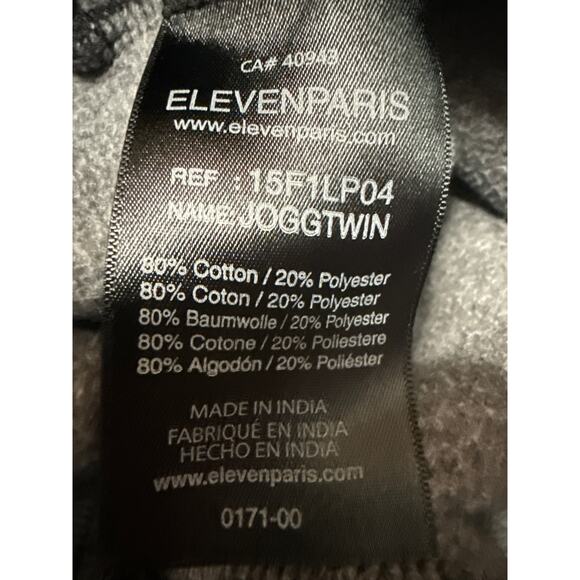 CA# 40943
ELEVENPARIS
www.elevenparis.com
REF : 15F1LP04
NAME: JOGGTWIN
80% Cotton / 20% Polyester
80% Coton / 20% Polyester
80% Baumwolle / 20% Polyester
80% Cotone / 20% Poliestere
80% Algodón / 20% Poliéster
MADE IN INDIA
FABRIQUÉ EN INDIA
HECHO EN INDIA
www.elevenparis.com
0171-00